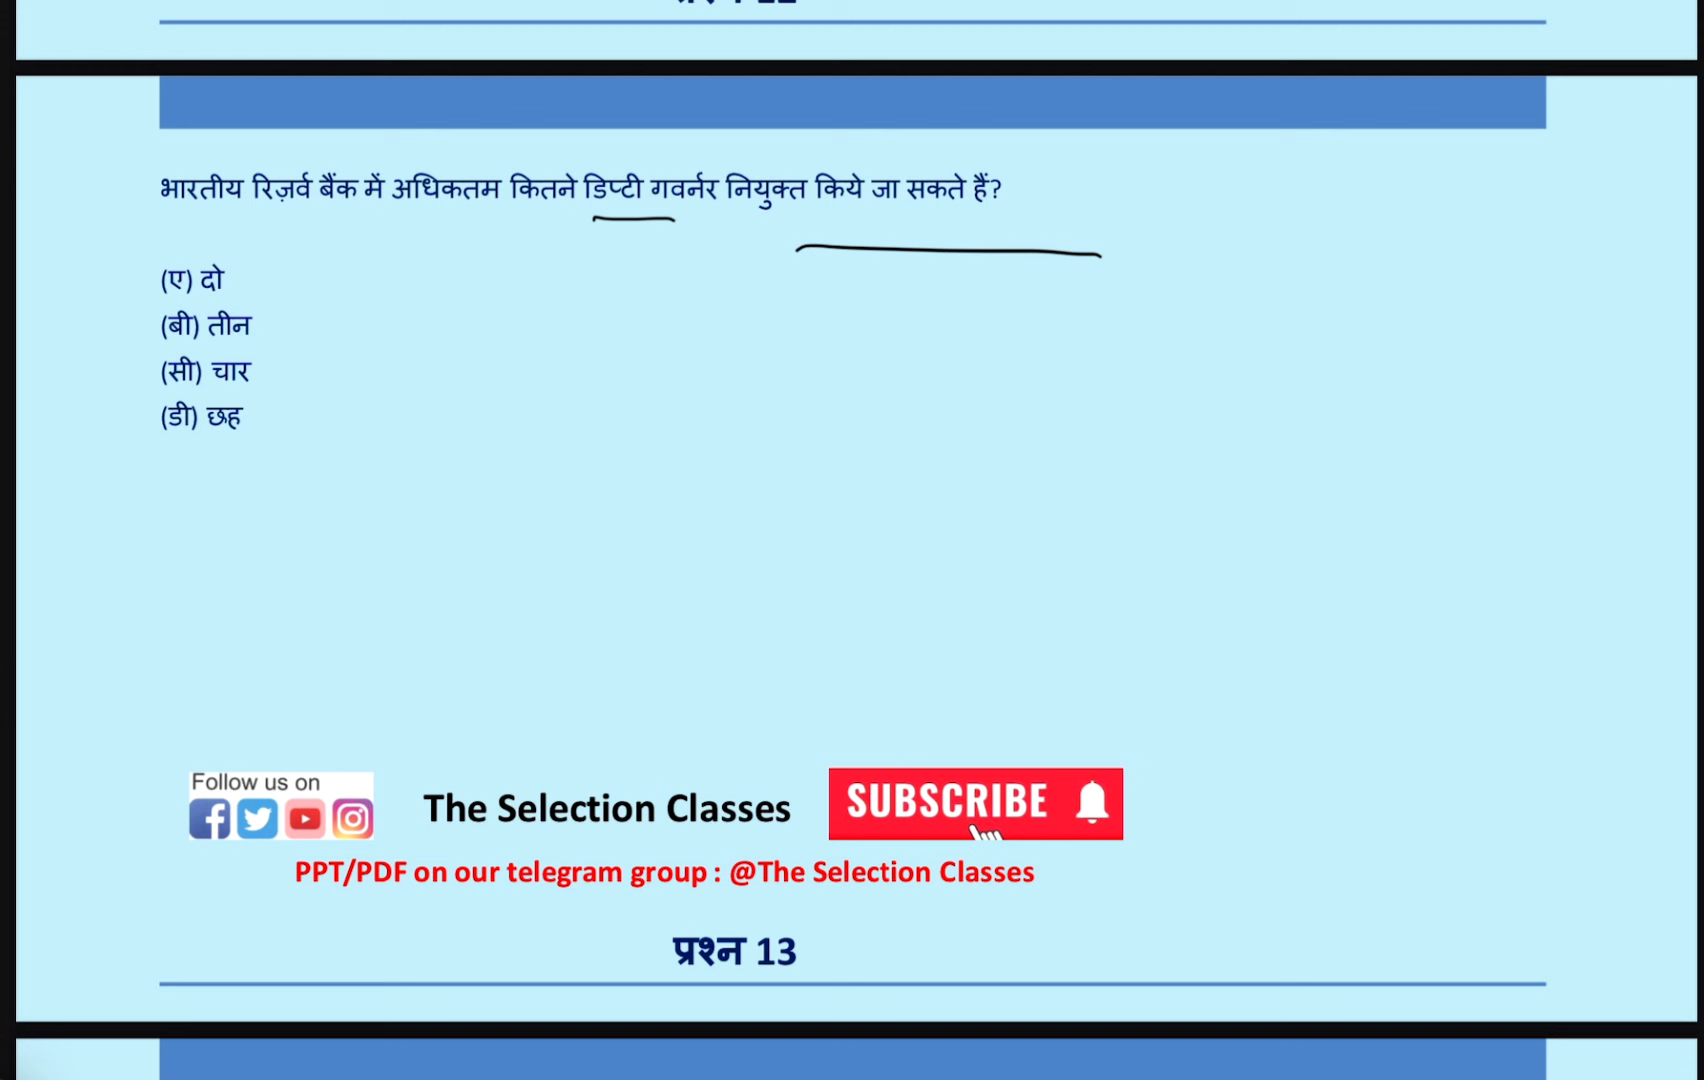 भारतीय रिज़र्व बैंक में अधिकतम कितने डिप्टी गवर्नर नियुक्त किये जा सकते हैं?
(ए) दो
(बी) तीन
(सी) चार
(डी) छह
Follow us on
The Selection Classes
SUBSCRIBE
PPT/PDF on our telegram group : @The Selection Classes
प्रश्न 13